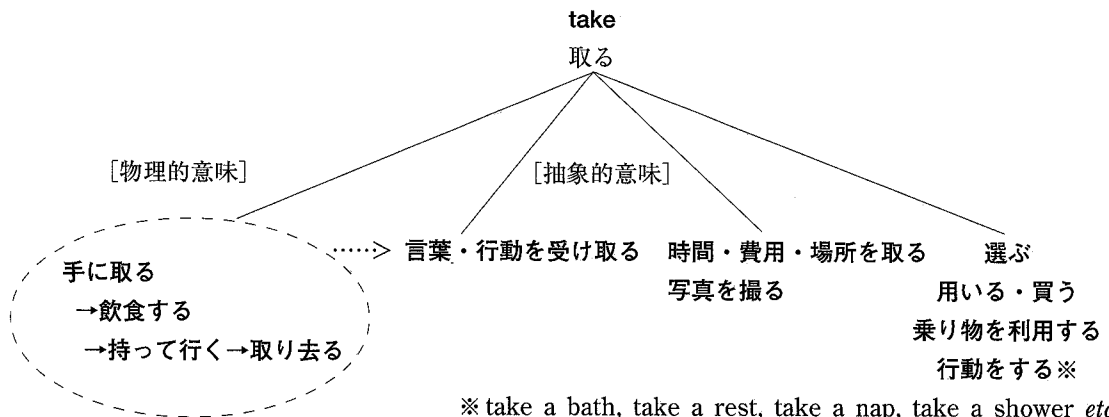 take
取る
[物理的意味]
[抽象的意味]
手に取る
→飲食する
→持って行く→取り去る
……> 言葉・行動を受け取る
時間・費用・場所を取る
写真を撮る
選ぶ
用いる・買う
乗り物を利用する
行動をする※
※take a bath, take a rest, take a nap, take a shower etc